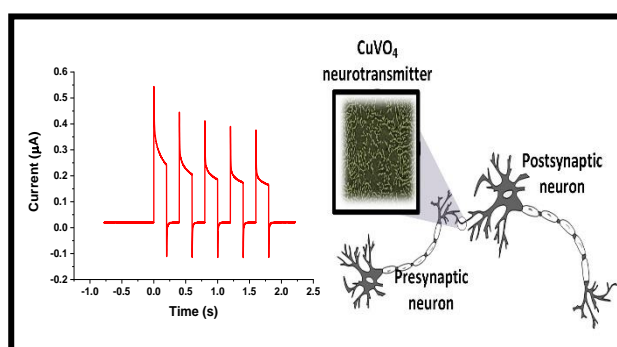 CuVO₄
neurotransmitter
0.6
0.5
0.4
0.3
0.2
0.1
0.0
-0.1
-0.2
Current (µA)
-1.0 -0.5 0.0 0.5 1.0 1.5 2.0 2.5
Time (s)
Postsynaptic
neuron
Presynaptic
neuron